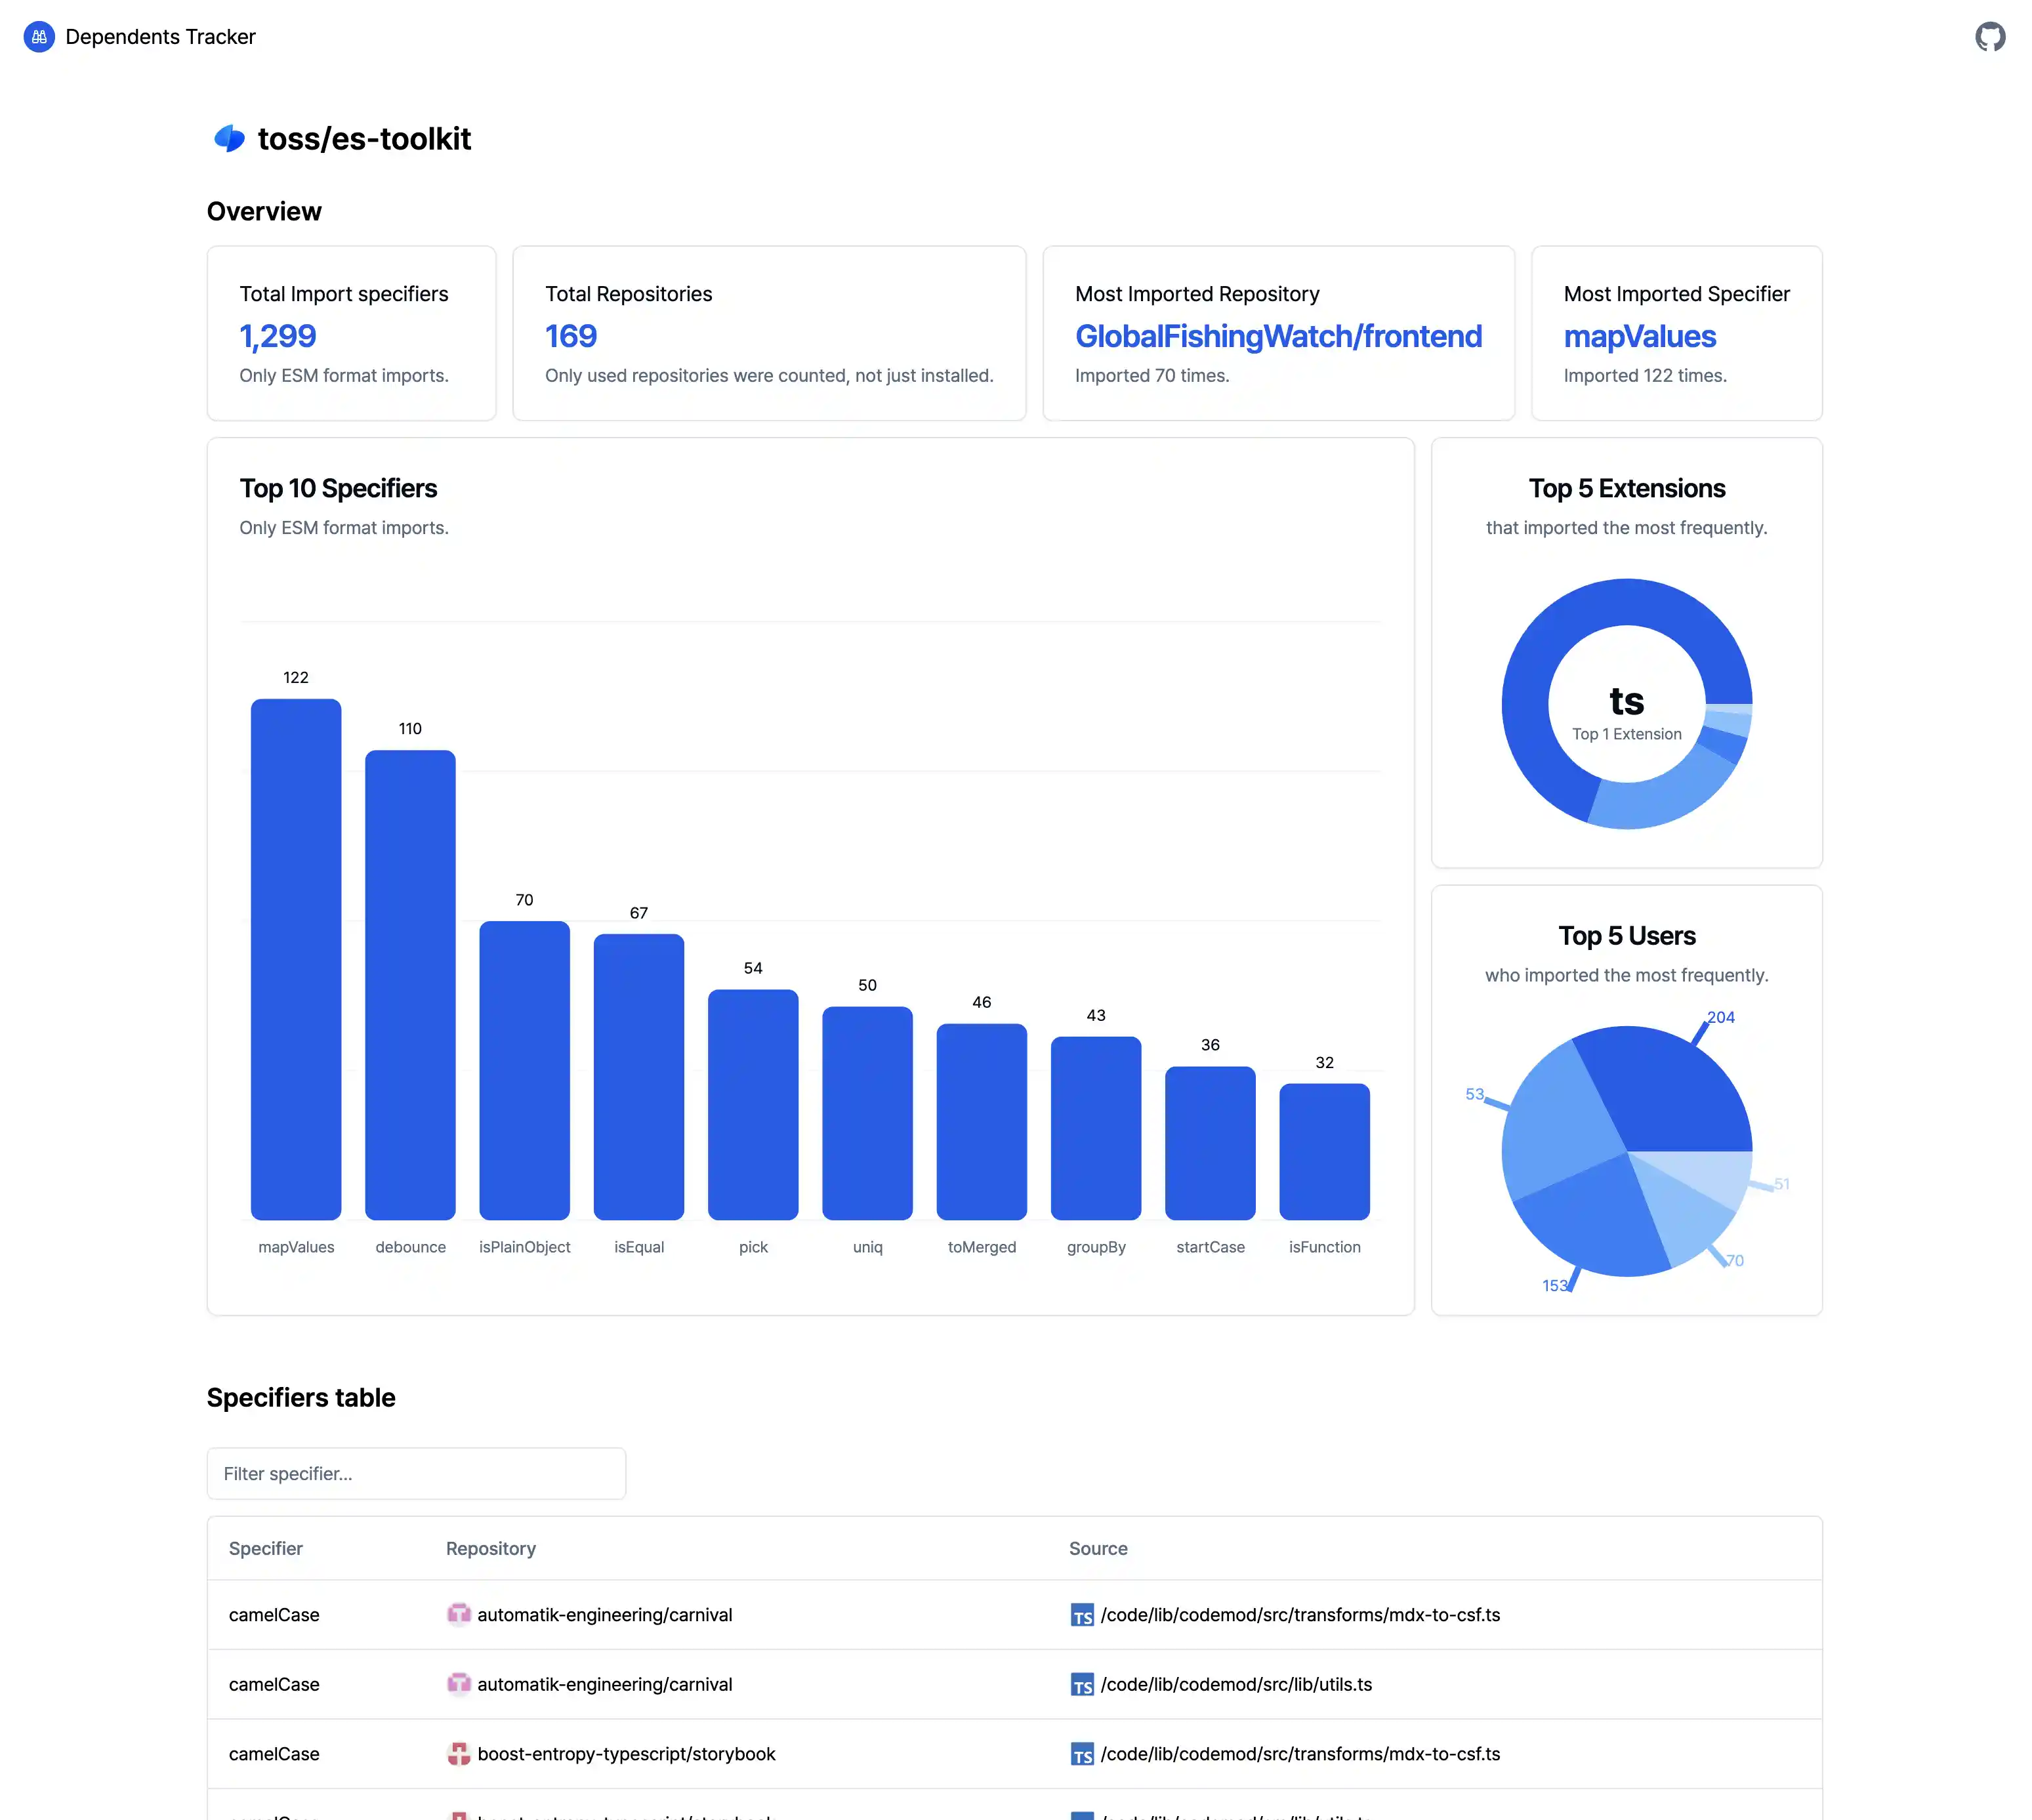 Dependents Tracker
toss/es-toolkit
Overview
Total Import specifiers
1,299
Only ESM format imports.
Total Repositories
169
Only used repositories were counted, not just installed.
Most Imported Repository
GlobalFishingWatch/frontend
Imported 70 times.
Most Imported Specifier
mapValues
Imported 122 times.
Top 10 Specifiers
Only ESM format imports.
122
110
70
67
54
50
46
43
36
32
mapValues
debounce
isPlainObject
isEqual
pick
uniq
toMerged
groupBy
startCase
isFunction
Top 5 Extensions
that imported the most frequently.
ts
Top 1 Extension
Top 5 Users
who imported the most frequently.
204
53
51
70
153
Specifiers table
Filter specifier...
Specifier Repository Source
camelCase automatik-engineering/carnival TS /code/lib/codemod/src/transforms/mdx-to-csf.ts
camelCase automatik-engineering/carnival TS /code/lib/codemod/src/lib/utils.ts
camelCase boost-entropy-typescript/storybook TS /code/lib/codemod/src/transforms/mdx-to-csf.ts